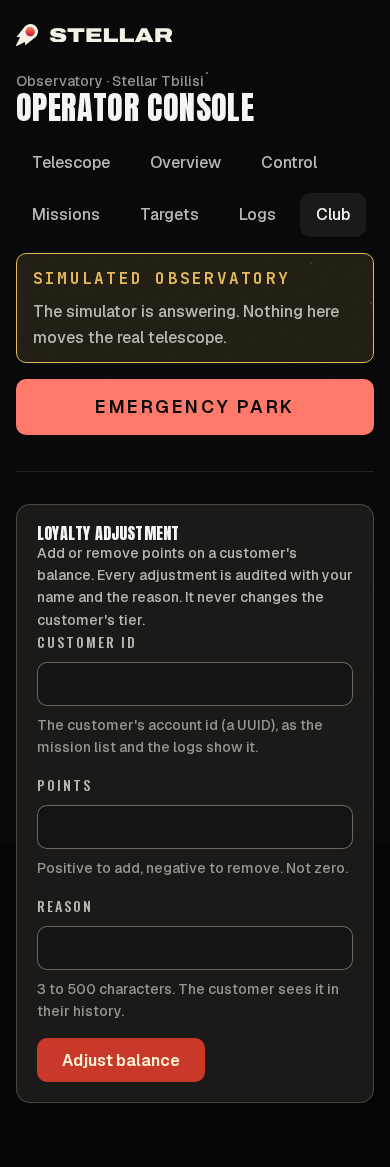 STELLAR
Observatory · Stellar Tbilisi
OPERATOR CONSOLE
Telescope Overview Control
Missions Targets Logs Club
SIMULATED OBSERVATORY
The simulator is answering. Nothing here
moves the real telescope.
EMERGENCY PARK
LOYALTY ADJUSTMENT
Add or remove points on a customer's
balance. Every adjustment is audited with your
name and the reason. It never changes the
customer's tier.
CUSTOMER ID
The customer's account id (a UUID), as the
mission list and the logs show it.
POINTS
Positive to add, negative to remove. Not zero.
REASON
3 to 500 characters. The customer sees it in
their history.
Adjust balance